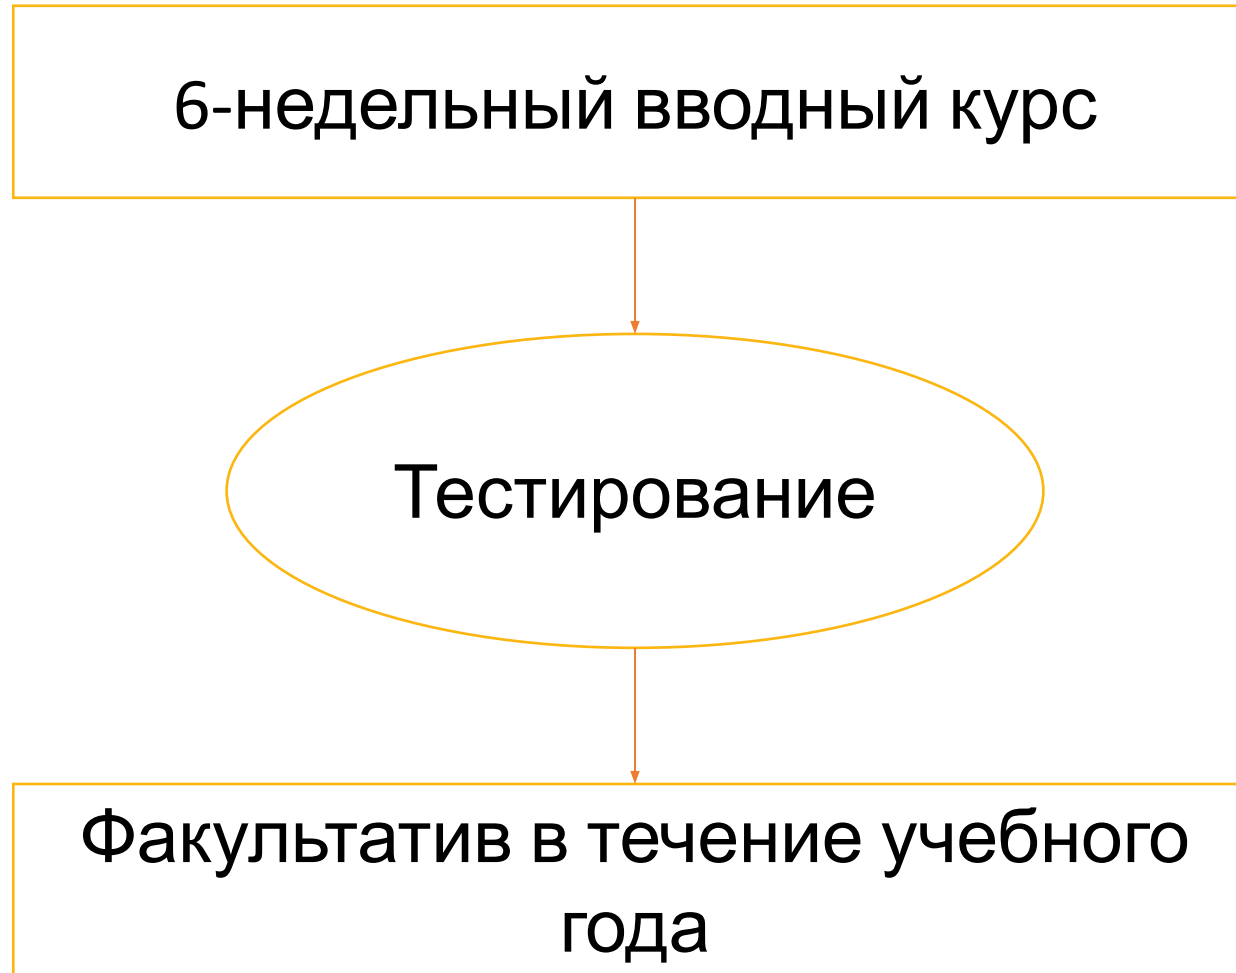 6-недельный вводный курс
Тестирование
Факультатив в течение учебного
года